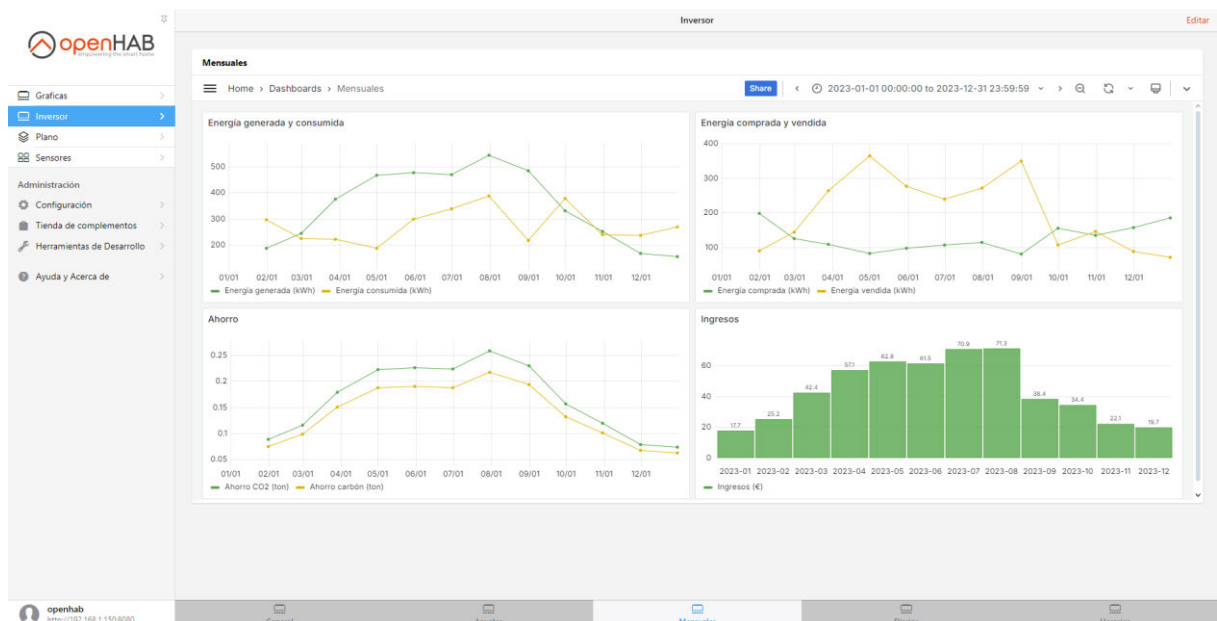 openHAB
empowering the smart home
Inversor
Editar
Graficas
Inversor
Plano
Sensores
Administración
Configuración
Tienda de complementos
Herramientas de Desarrollo
Ayuda y Acerca de
openhab
http://192.168.1.150:8080
Mensuales
Home › Dashboards › Mensuales
Share
2023-01-01 00:00:00 to 2023-12-31 23:59:59
Energía generada y consumida
500
400
300
200
01/01 02/01 03/01 04/01 05/01 06/01 07/01 08/01 09/01 10/01 11/01 12/01
Energía generada (kWh) Energía consumida (kWh)
Energía comprada y vendida
400
300
200
100
01/01 02/01 03/01 04/01 05/01 06/01 07/01 08/01 09/01 10/01 11/01 12/01
Energía comprada (kWh) Energía vendida (kWh)
Ahorro
0.25
0.2
0.15
0.1
0.05
01/01 02/01 03/01 04/01 05/01 06/01 07/01 08/01 09/01 10/01 11/01 12/01
Ahorro CO2 (ton) Ahorro carbón (ton)
Ingresos
60
40
20
0
17.7 25.2 42.4 57.1 62.8 61.5 70.9 71.3 38.4 34.4 22.1 19.7
2023-01 2023-02 2023-03 2023-04 2023-05 2023-06 2023-07 2023-08 2023-09 2023-10 2023-11 2023-12
Ingresos (€)
Mensuales